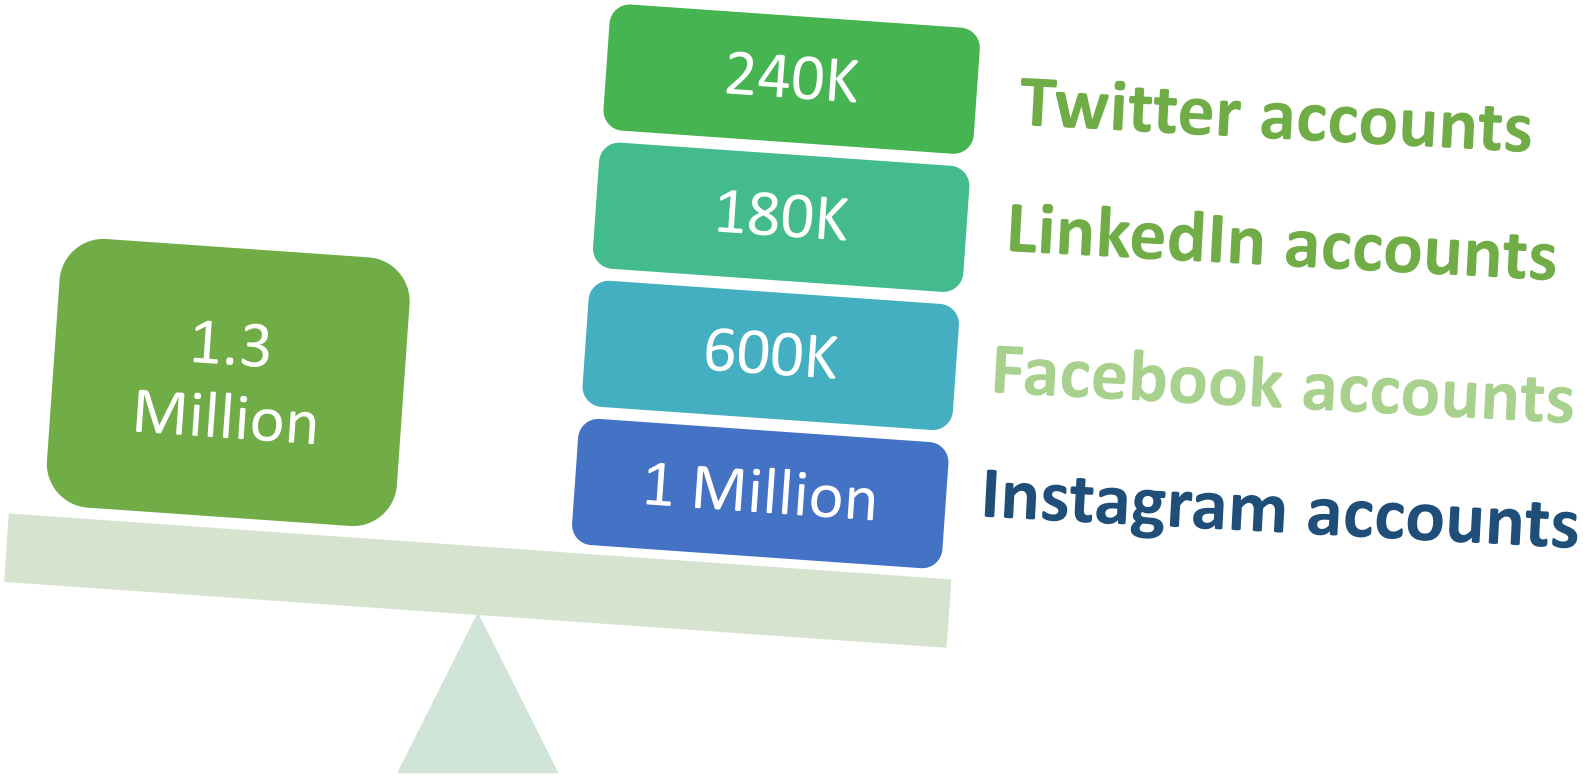 1.3
Million
240K
Twitter accounts
180K
LinkedIn accounts
600K
Facebook accounts
1 Million
Instagram accounts